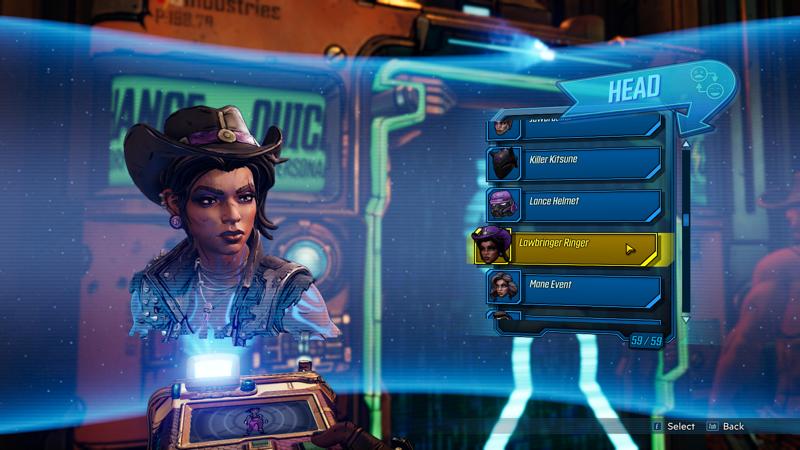 Industries
HEAD
Killer Kitsune
Lance Helmet
Lawbringer Ringer
Mane Event
59 / 59
Select
Back